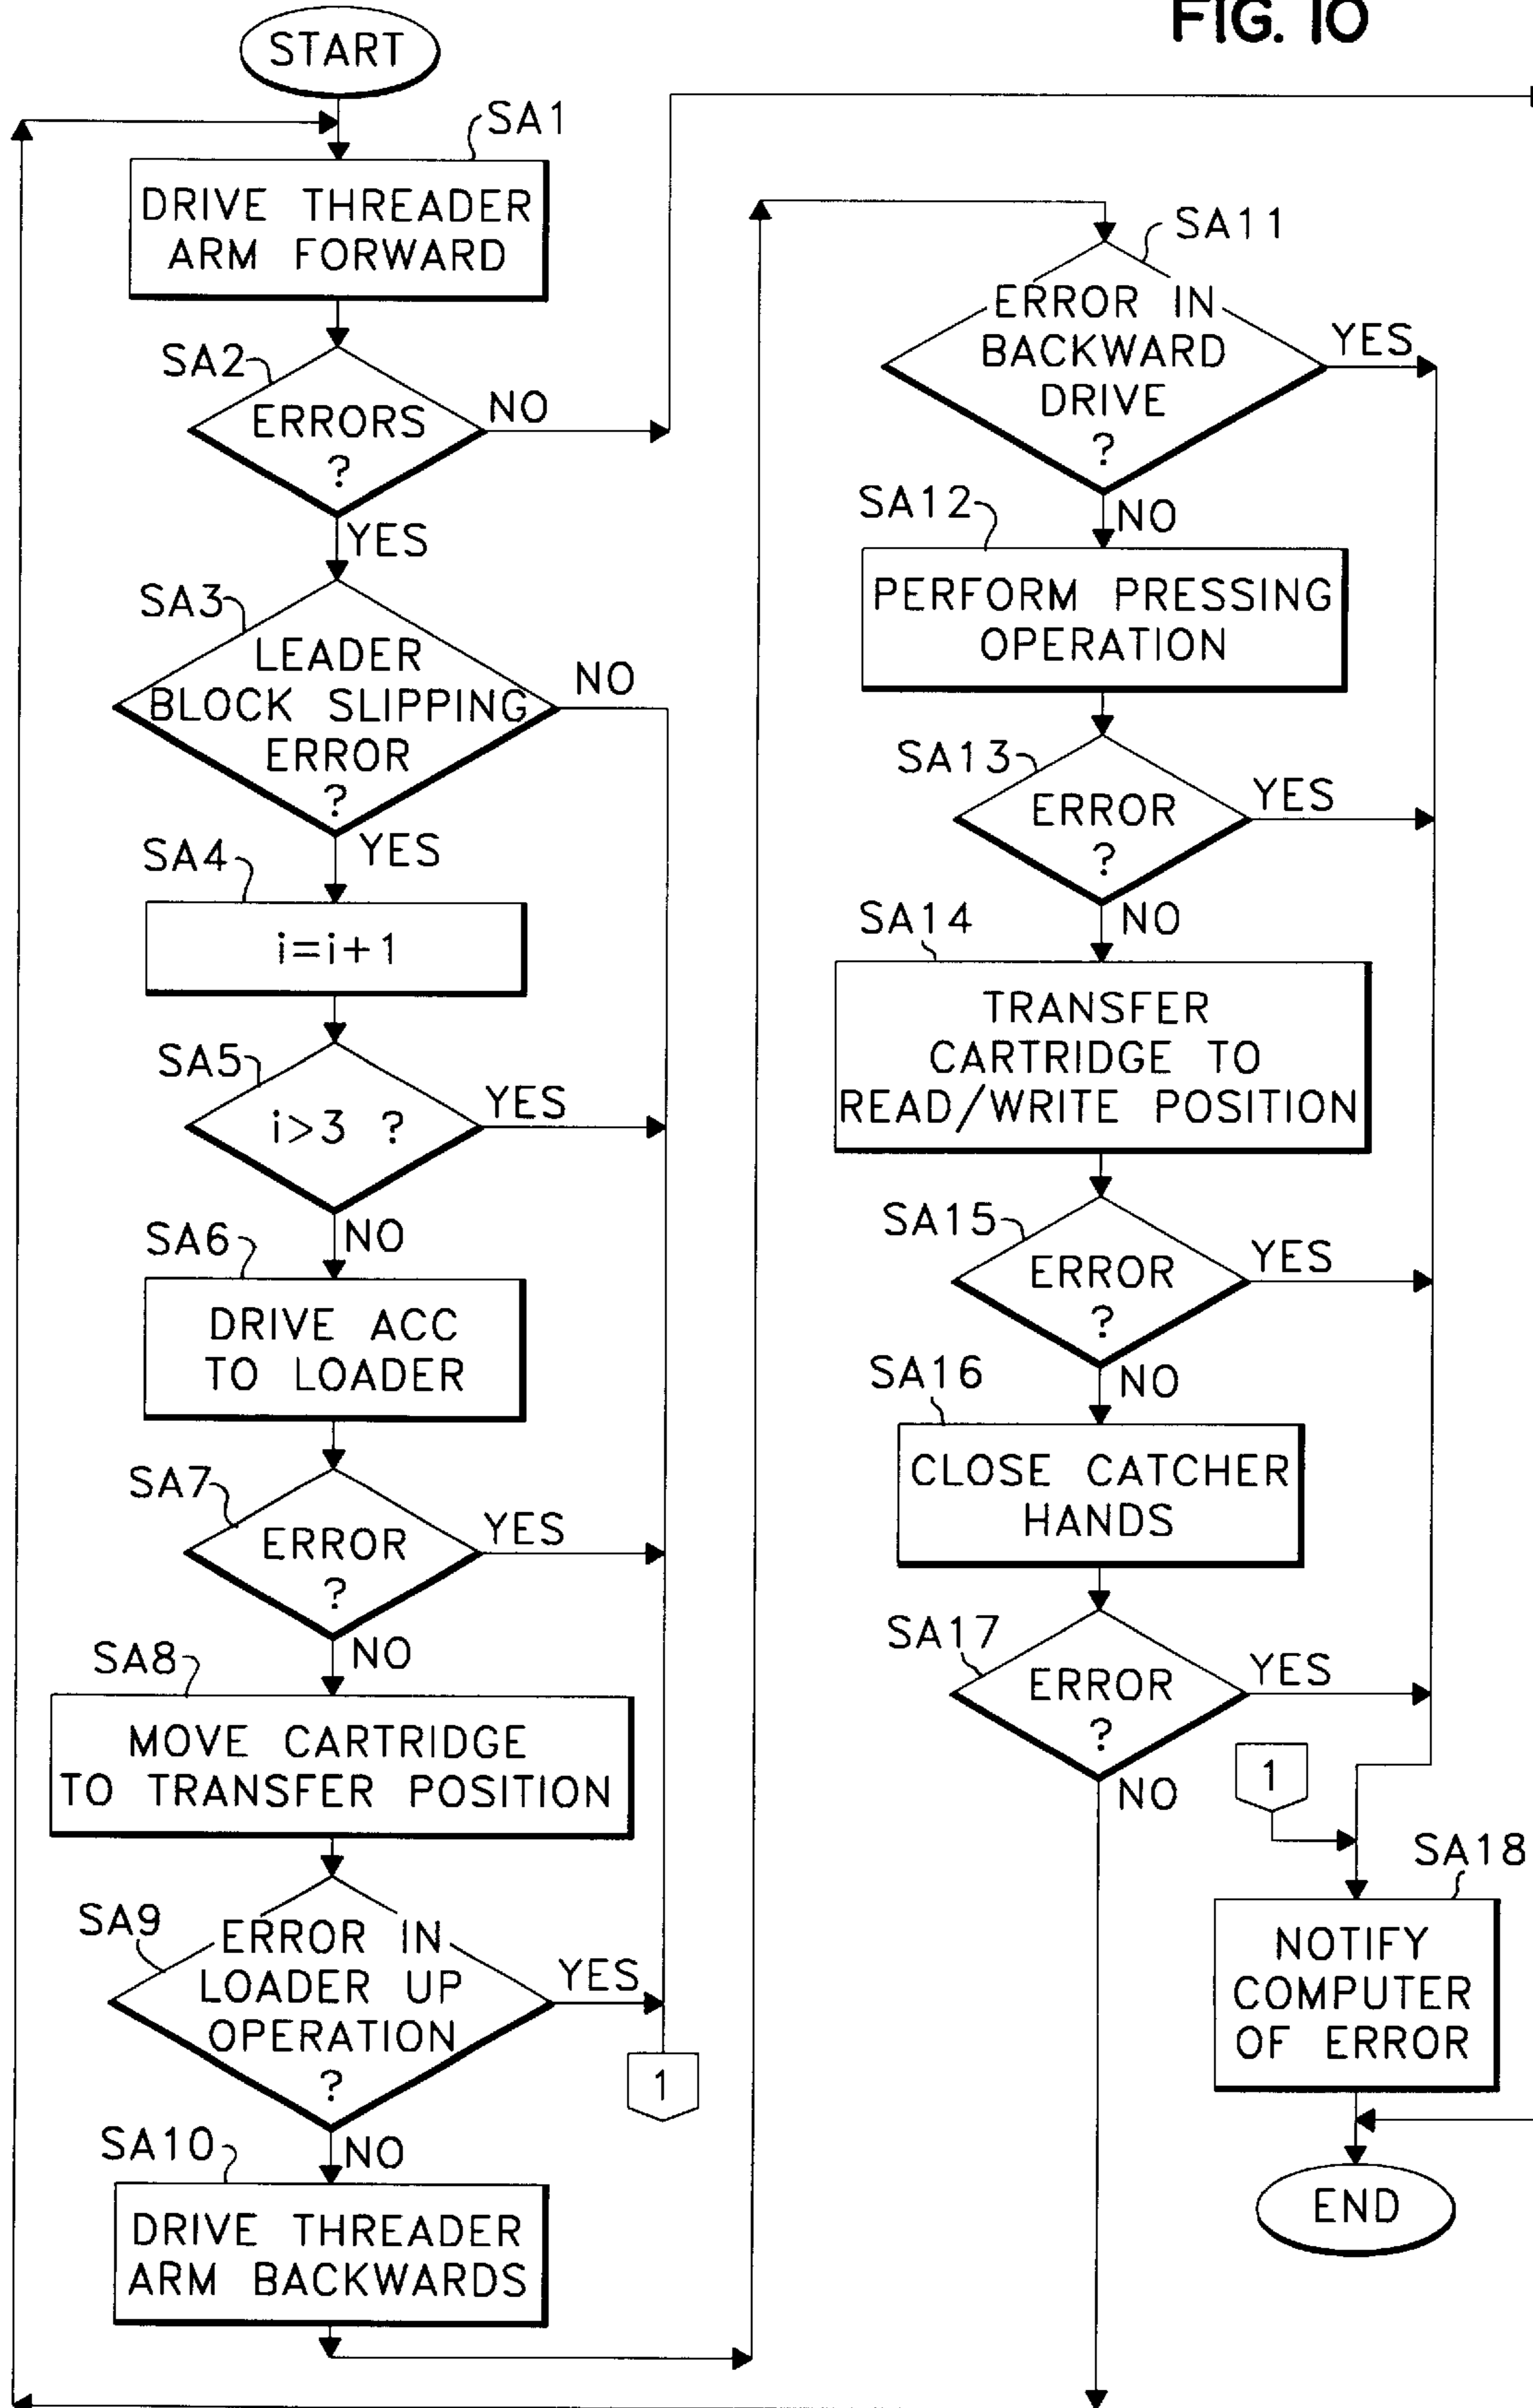 FIG. 10
START
SA1
DRIVE THREADER
ARM FORWARD
SA2
ERRORS
?
NO
YES
SA3
LEADER
BLOCK SLIPPING
ERROR
?
NO
YES
SA4
i=i+1
SA5
i>3 ?
YES
NO
SA6
DRIVE ACC
TO LOADER
SA7
ERROR
?
YES
NO
SA8
MOVE CARTRIDGE
TO TRANSFER POSITION
SA9
ERROR IN
LOADER UP
OPERATION
?
YES
1
NO
SA10
DRIVE THREADER
ARM BACKWARDS
SA11
ERROR IN
BACKWARD
DRIVE
?
YES
NO
SA12
PERFORM PRESSING
OPERATION
SA13
ERROR
?
YES
NO
SA14
TRANSFER
CARTRIDGE TO
READ/WRITE POSITION
SA15
ERROR
?
YES
NO
SA16
CLOSE CATCHER
HANDS
SA17
ERROR
?
YES
NO
1
SA18
NOTIFY
COMPUTER
OF ERROR
END